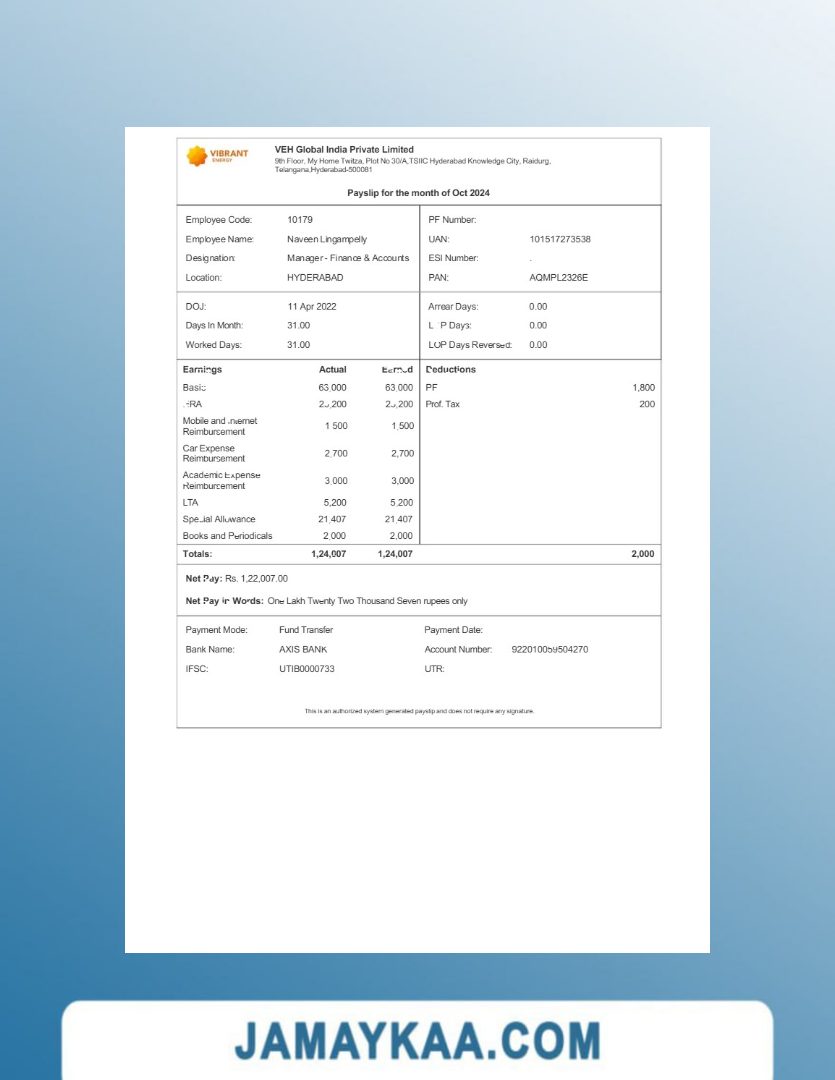 VIBRANT
ENERGY
VEH Global India Private Limited
9th Floor, My Home Twitza, Plot No 30/A,TSIIC Hyderabad Knowledge City, Raidurg,
Telangana,Hyderabad-500081
Payslip for the month of Oct 2024
Employee Code: 10179 PF Number:
Employee Name: Naveen Lingampelly UAN: 101517273538
Designation: Manager - Finance & Accounts ESI Number: .
Location: HYDERABAD PAN: AQMPL2326E
DOJ: 11 Apr 2022 Arrear Days: 0.00
Days In Month: 31.00 Days: 0.00
Worked Days: 31.00 LOP Days Reversed: 0.00
Earnings Actual Earned Deductions
Basic 63,000 63,000 PF 1,800
HRA Prof. Tax 200
Mobile and Internet
Reimbursement 1,500 1,500
Car Expense
Reimbursement 2,700 2,700
Academic Expense
Reimbursement 3,000 3,000
LTA 5,200 5,200
Special Allowance 21,407 21,407
Books and Periodicals 2,000 2,000
Totals: 1,24,007 1,24,007 2,000
Net Pay: Rs. 1,22,007.00
Net Pay in Words: One Lakh Twenty Two Thousand Seven rupees only
Payment Mode: Fund Transfer Payment Date:
Bank Name: AXIS BANK Account Number: 922010059504270
IFSC: UTIB0000733 UTR:
This is an authorized system generated payslip and does not require any signature.
JAMAYKAA.COM